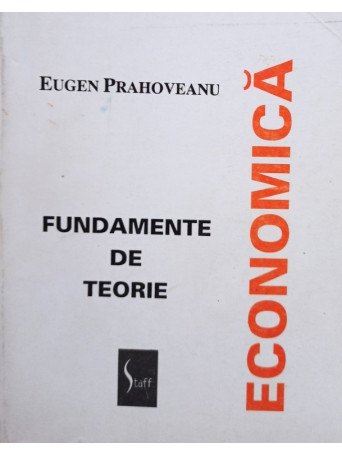 EUGEN PRAHOVEANU
FUNDAMENTE
DE
TEORIE
ECONOMICĂ
Staff